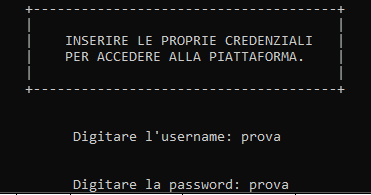 INSERIRE LE PROPRIE CREDENZIALI
PER ACCEDERE ALLA PIATTAFORMA.
Digitare l'username: prova
Digitare la password: prova